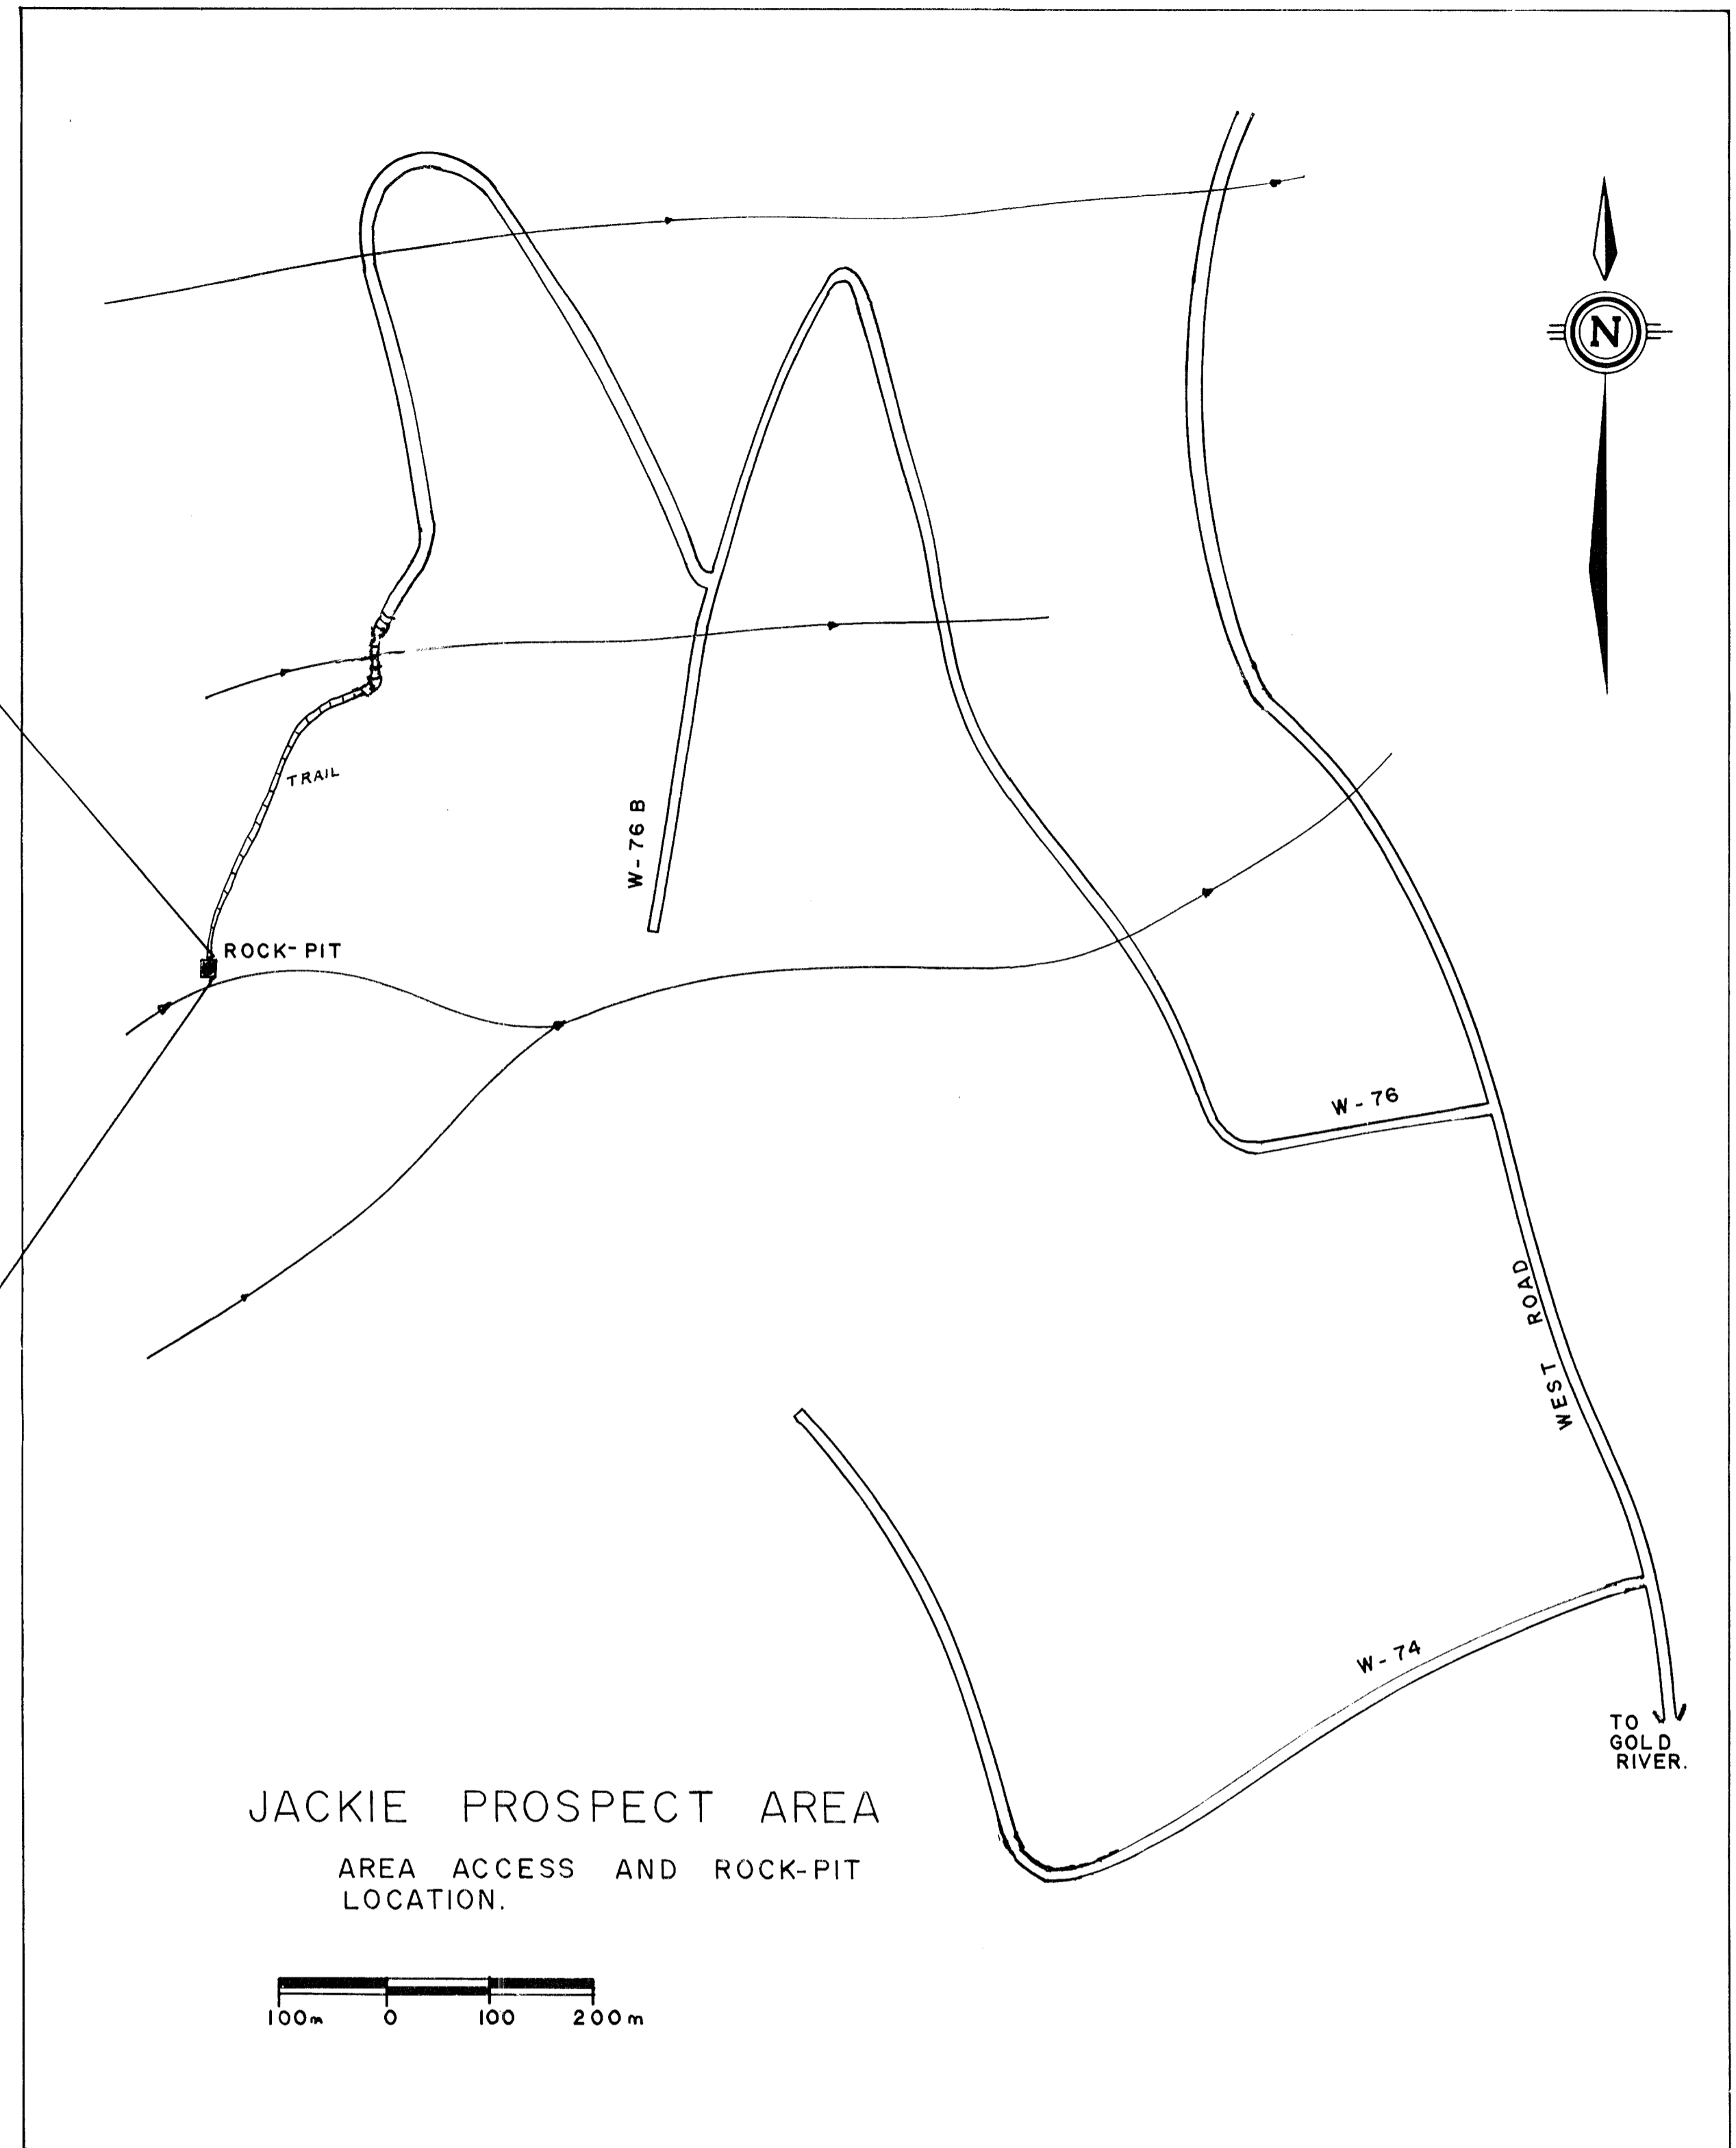 N
TRAIL
W-76 B
ROCK-PIT
W-76
WEST ROAD
W-74
TO
GOLD
RIVER.
JACKIE PROSPECT AREA
AREA ACCESS AND ROCK-PIT
LOCATION.
100m 0 100 200m